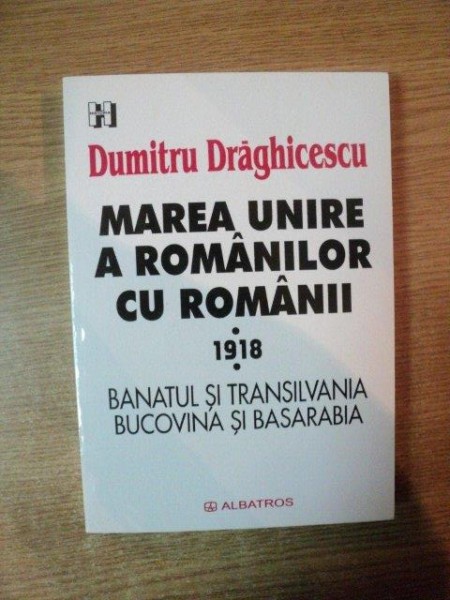 Dumitru Drăghicescu
MAREA UNIRE
A ROMÂNILOR
CU ROMÂNII
1918
BANATUL ȘI TRANSILVANIA
BUCOVINA ȘI BASARABIA
ALBATROS